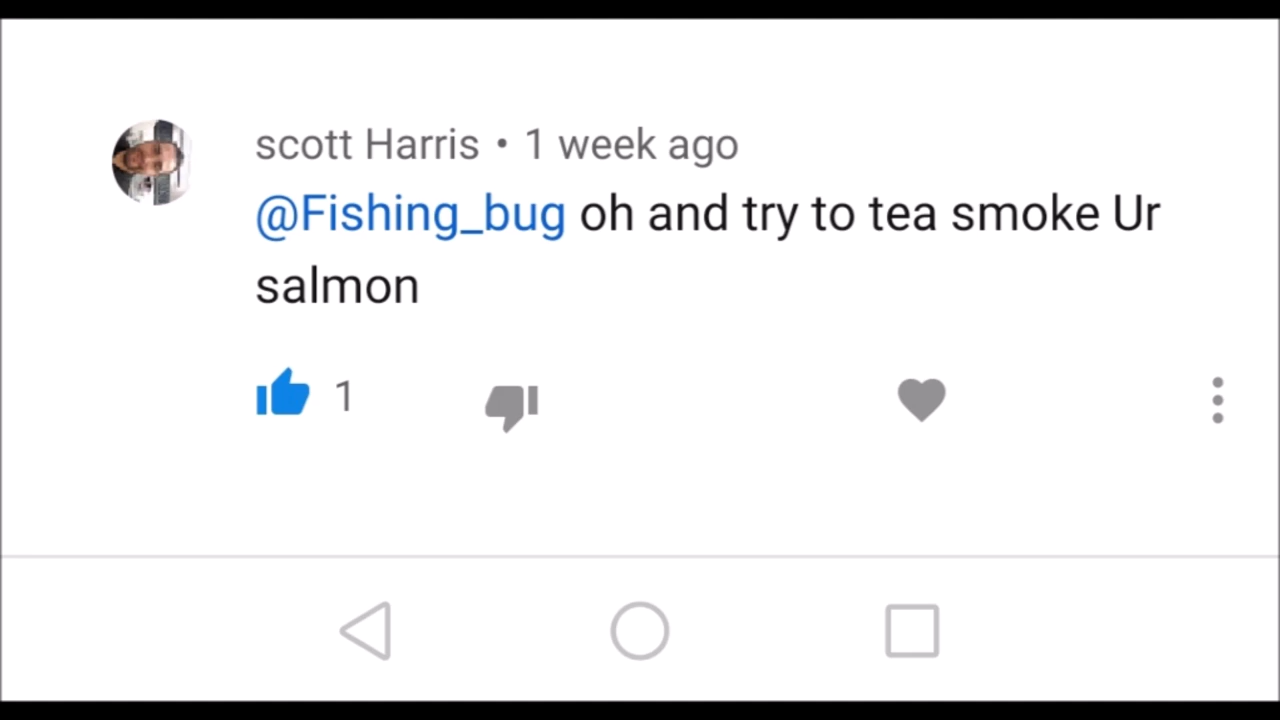 scott Harris • 1 week ago
@Fishing_bug oh and try to tea smoke Ur
salmon
1